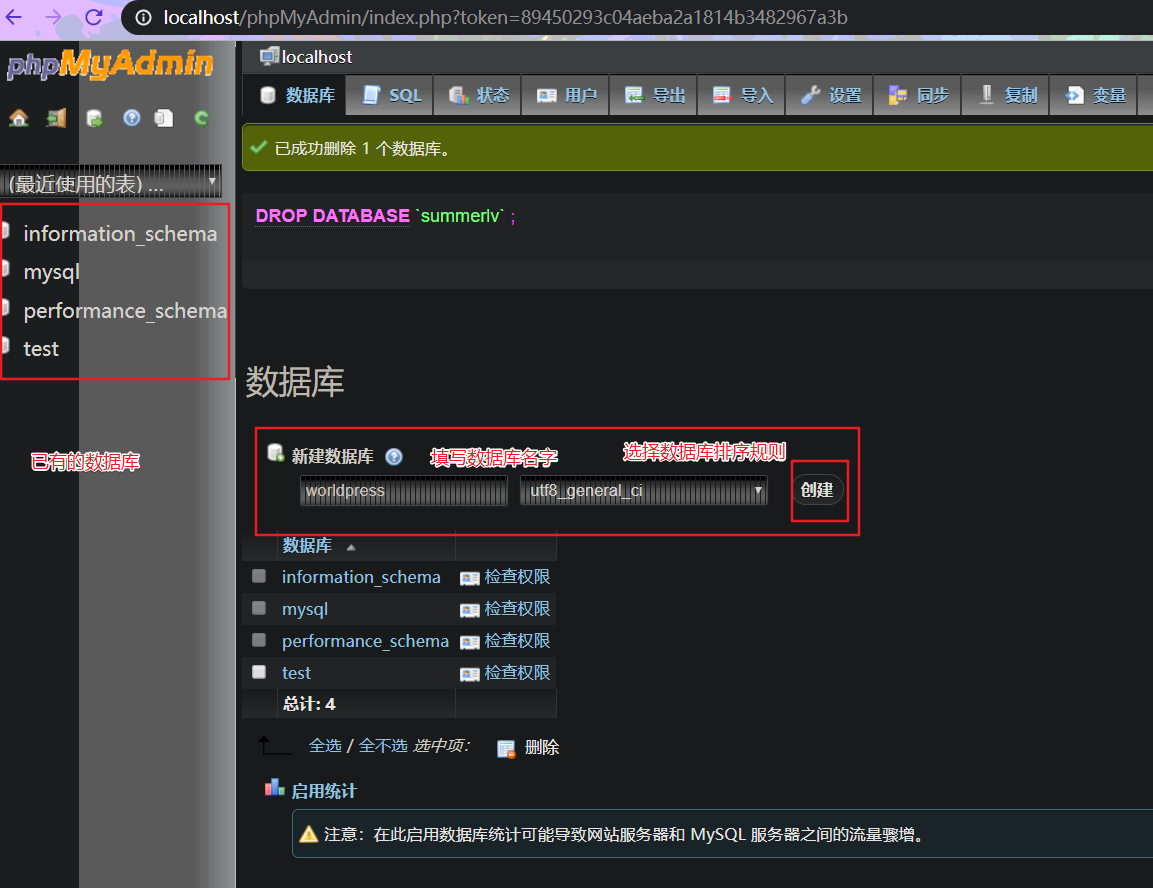 localhost/phpMyAdmin/index.php?token=89450293c04aeba2a1814b3482967a3b
phpMyAdmin
(最近使用的表) ...
information_schema
mysql
performance_schema
test
已有的数据库
localhost
数据库 SQL 状态 用户 导出 导入 设置 同步 复制 变量
已成功删除 1 个数据库。
DROP DATABASE `summerlv` ;
数据库
新建数据库 填写数据库名字 选择数据库排序规则
worldpress utf8_general_ci 创建
数据库
information_schema 检查权限
mysql 检查权限
performance_schema 检查权限
test 检查权限
总计: 4
全选 / 全不选 选中项: 删除
启用统计
注意：在此启用数据库统计可能导致网站服务器和 MySQL 服务器之间的流量骤增。